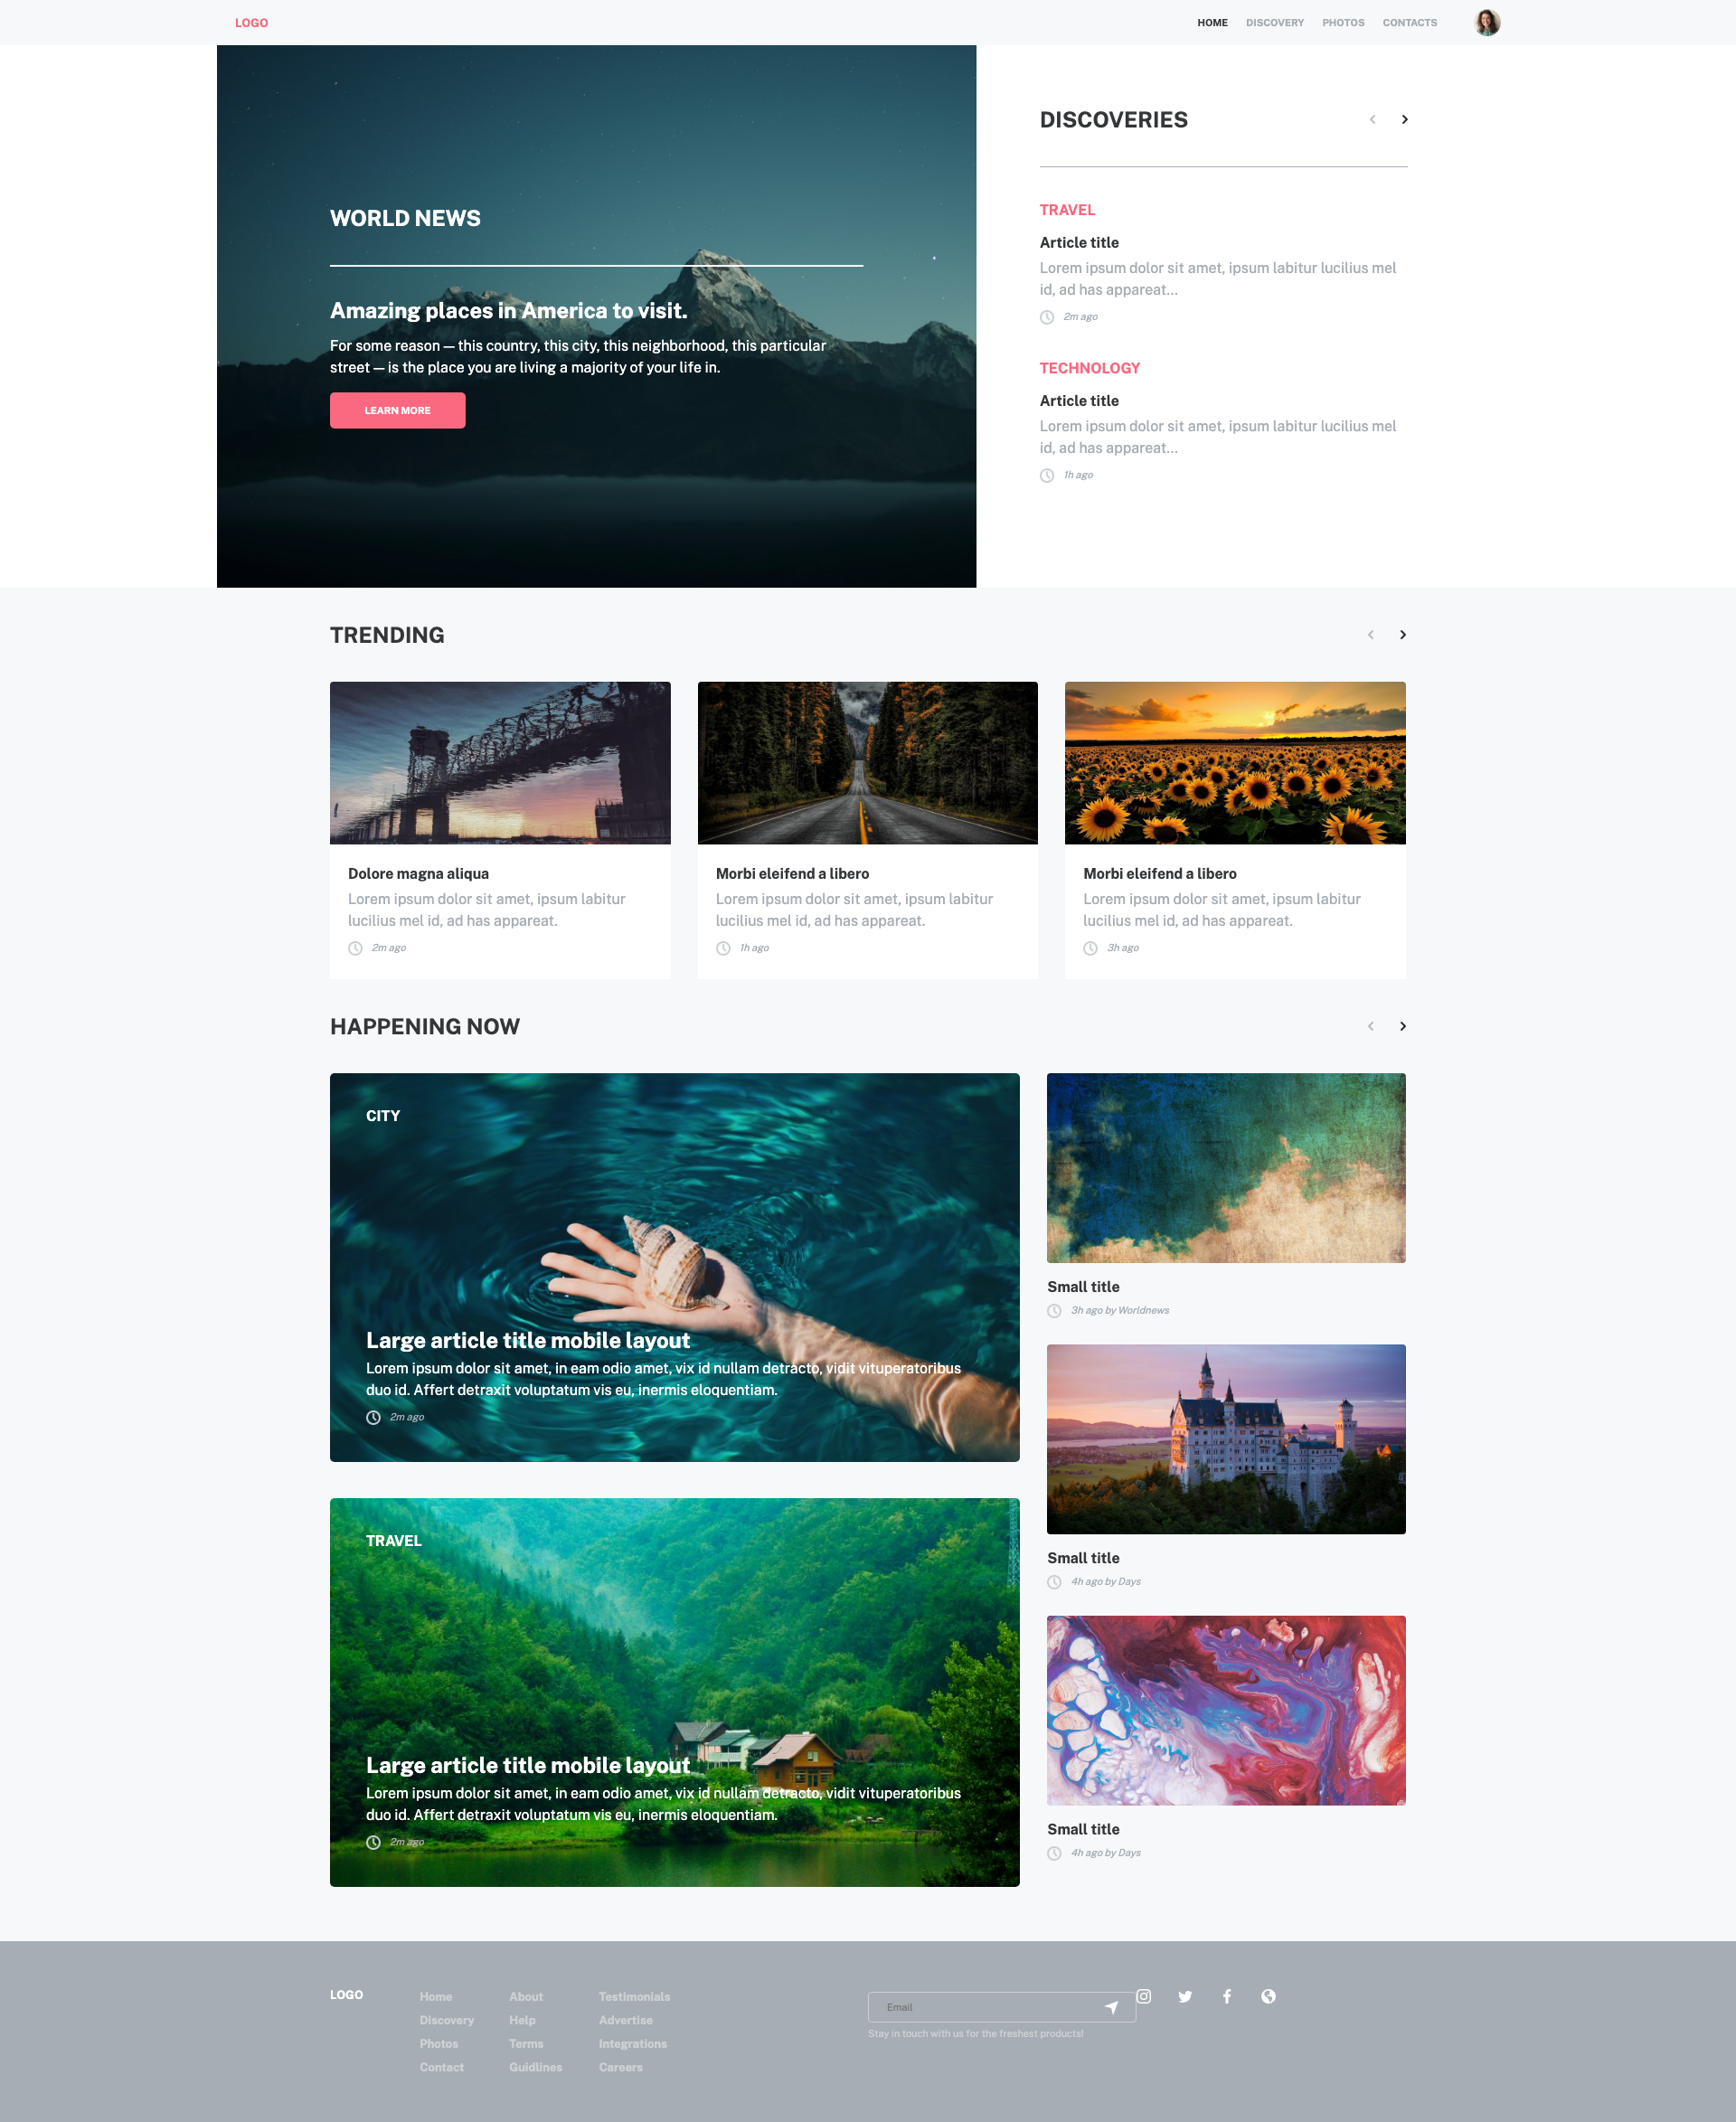 LOGO
HOME DISCOVERY PHOTOS CONTACTS
WORLD NEWS
Amazing places in America to visit.
For some reason — this country, this city, this neighborhood, this particular
street — is the place you are living a majority of your life in.
LEARN MORE
DISCOVERIES
TRAVEL
Article title
Lorem ipsum dolor sit amet, ipsum labitur lucilius mel
id, ad has appareat...
2m ago
TECHNOLOGY
Article title
Lorem ipsum dolor sit amet, ipsum labitur lucilius mel
id, ad has appareat...
1h ago
TRENDING
Dolore magna aliqua
Lorem ipsum dolor sit amet, ipsum labitur
lucilius mel id, ad has appareat.
2m ago
Morbi eleifend a libero
Lorem ipsum dolor sit amet, ipsum labitur
lucilius mel id, ad has appareat.
1h ago
Morbi eleifend a libero
Lorem ipsum dolor sit amet, ipsum labitur
lucilius mel id, ad has appareat.
3h ago
HAPPENING NOW
CITY
Large article title mobile layout
Lorem ipsum dolor sit amet, in eam odio amet, vix id nullam detracto, vidit vituperatoribus
duo id. Affert detraxit voluptatum vis eu, inermis eloquentiam.
2m ago
TRAVEL
Large article title mobile layout
Lorem ipsum dolor sit amet, in eam odio amet, vix id nullam detracto, vidit vituperatoribus
duo id. Affert detraxit voluptatum vis eu, inermis eloquentiam.
2m ago
Small title
3h ago by Worldnews
Small title
4h ago by Days
Small title
4h ago by Days
LOGO
Home
Discovery
Photos
Contact
About
Help
Terms
Guidlines
Testimonials
Advertise
Integrations
Careers
Email
Stay in touch with us for the freshest products!